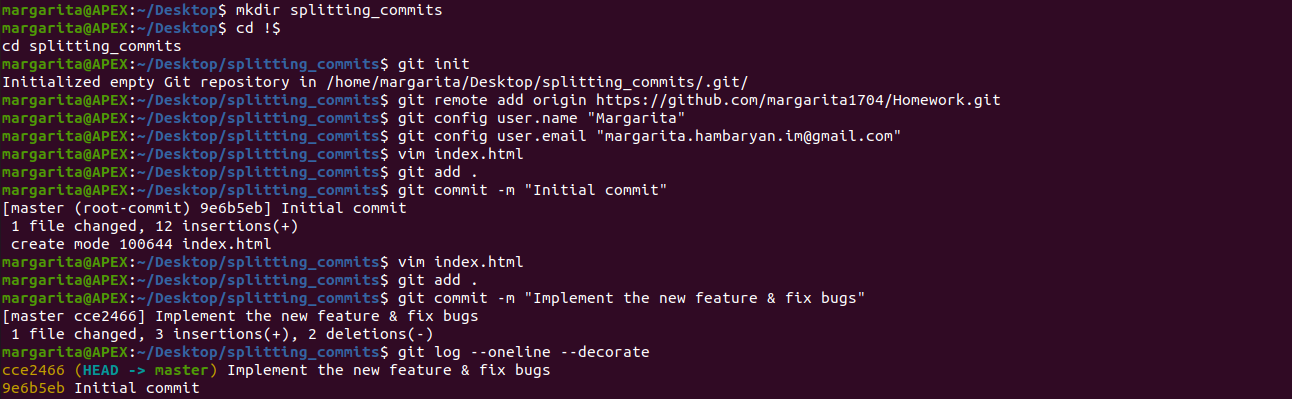 margarita@APEX:~/Desktop$ mkdir splitting_commits
margarita@APEX:~/Desktop$ cd !$
cd splitting_commits
margarita@APEX:~/Desktop/splitting_commits$ git init
Initialized empty Git repository in /home/margarita/Desktop/splitting_commits/.git/
margarita@APEX:~/Desktop/splitting_commits$ git remote add origin https://github.com/margarita1704/Homework.git
margarita@APEX:~/Desktop/splitting_commits$ git config user.name "Margarita"
margarita@APEX:~/Desktop/splitting_commits$ git config user.email "margarita.hambaryan.im@gmail.com"
margarita@APEX:~/Desktop/splitting_commits$ vim index.html
margarita@APEX:~/Desktop/splitting_commits$ git add .
margarita@APEX:~/Desktop/splitting_commits$ git commit -m "Initial commit"
[master (root-commit) 9e6b5eb] Initial commit
 1 file changed, 12 insertions(+)
 create mode 100644 index.html
margarita@APEX:~/Desktop/splitting_commits$ vim index.html
margarita@APEX:~/Desktop/splitting_commits$ git add .
margarita@APEX:~/Desktop/splitting_commits$ git commit -m "Implement the new feature & fix bugs"
[master cce2466] Implement the new feature & fix bugs
 1 file changed, 3 insertions(+), 2 deletions(-)
margarita@APEX:~/Desktop/splitting_commits$ git log --oneline --decorate
cce2466 (HEAD -> master) Implement the new feature & fix bugs
9e6b5eb Initial commit